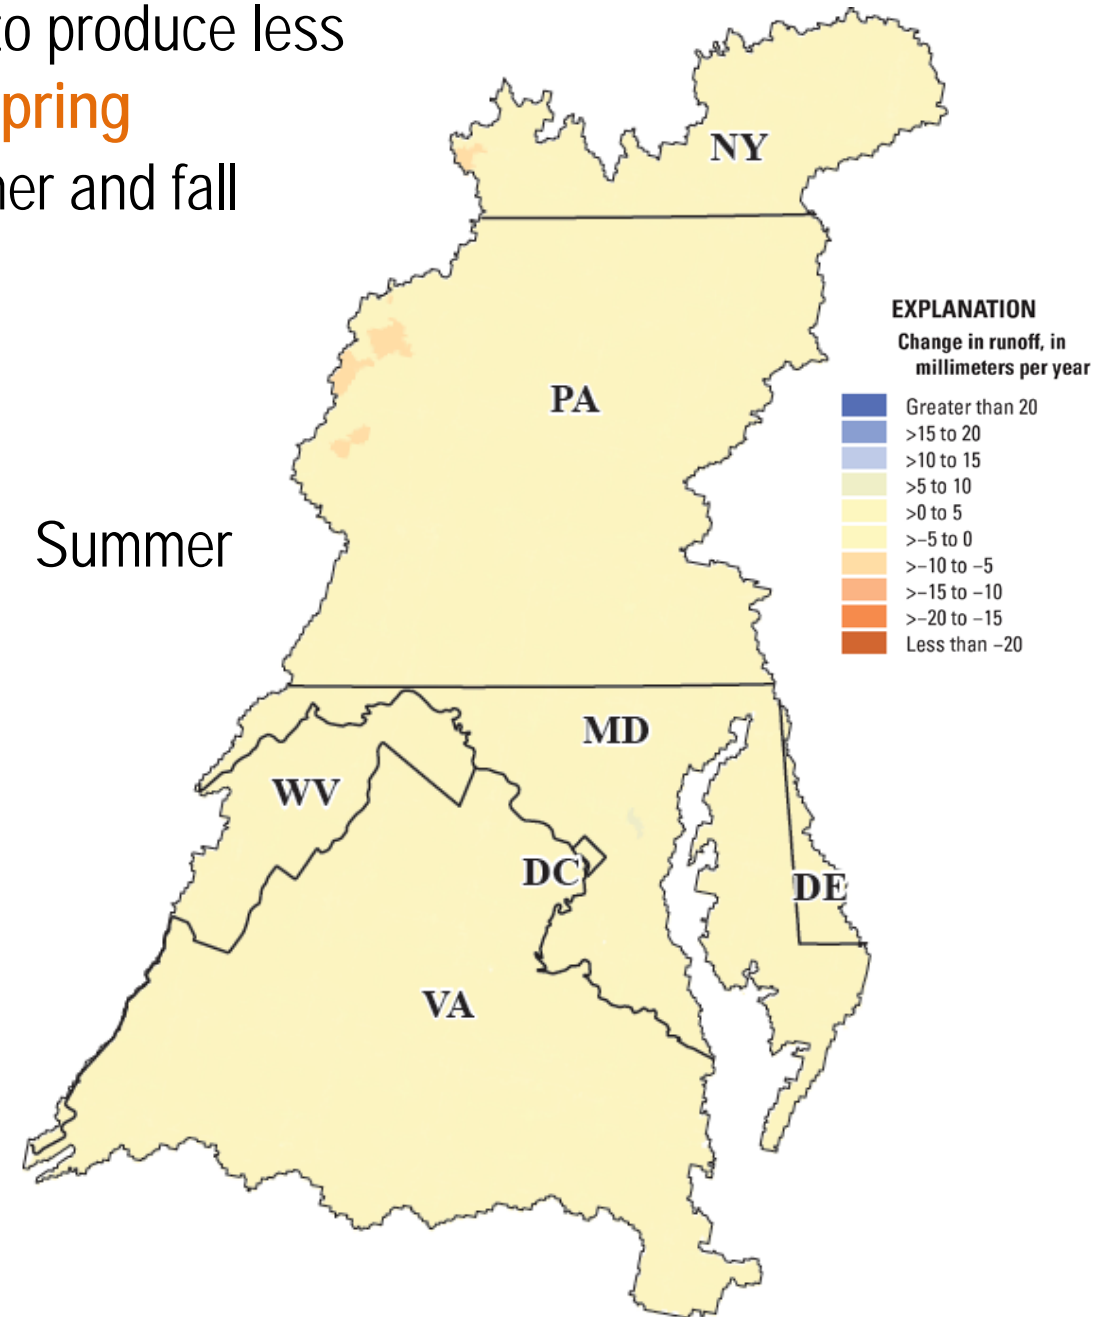 to produce less
pring
her and fall
NY
EXPLANATION
Change in runoff, in
millimeters per year
PA
Greater than 20
>15 to 20
>10 to 15
>5 to 10
>0 to 5
>−5 to 0
>−10 to −5
>−15 to −10
>−20 to −15
Less than −20
Summer
MD
WV
DC
DE
VA